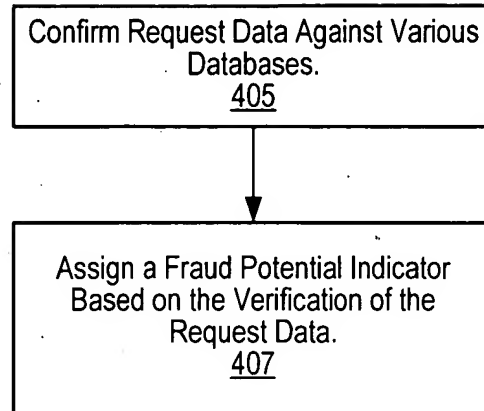 Confirm Request Data Against Various
Databases.
405
Assign a Fraud Potential Indicator
Based on the Verification of the
Request Data.
407